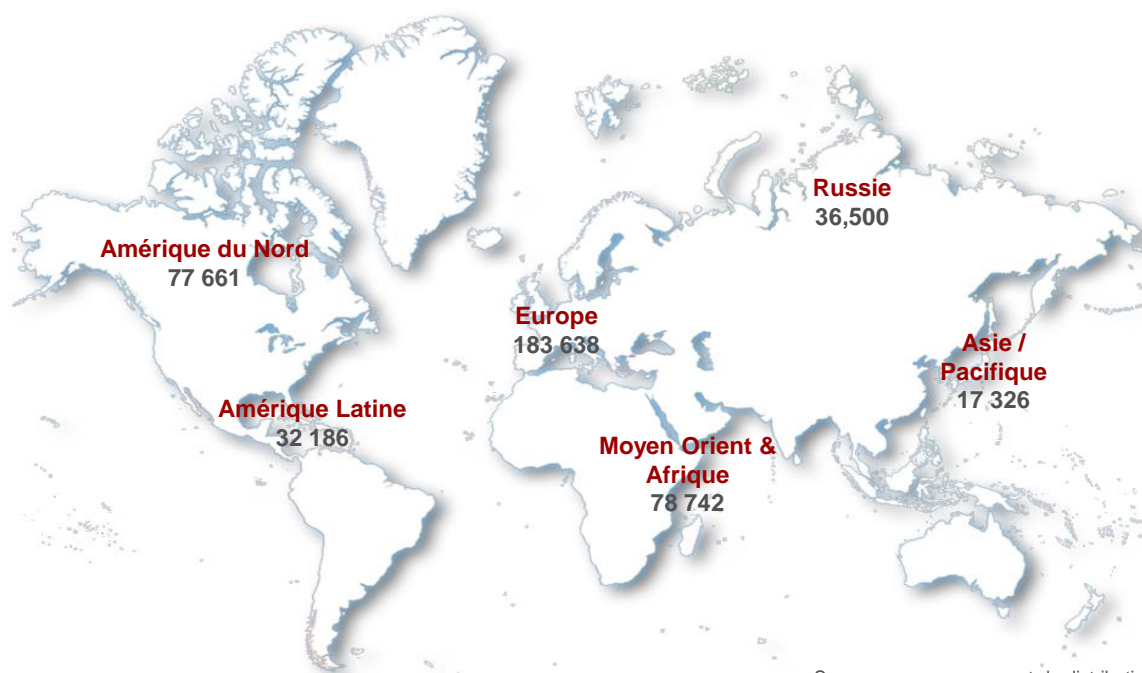 Russie
36,500
Amérique du Nord
77 661
Europe
183 638
Asie /
Pacifique
17 326
Amérique Latine
32 186
Moyen Orient &
Afrique
78 742